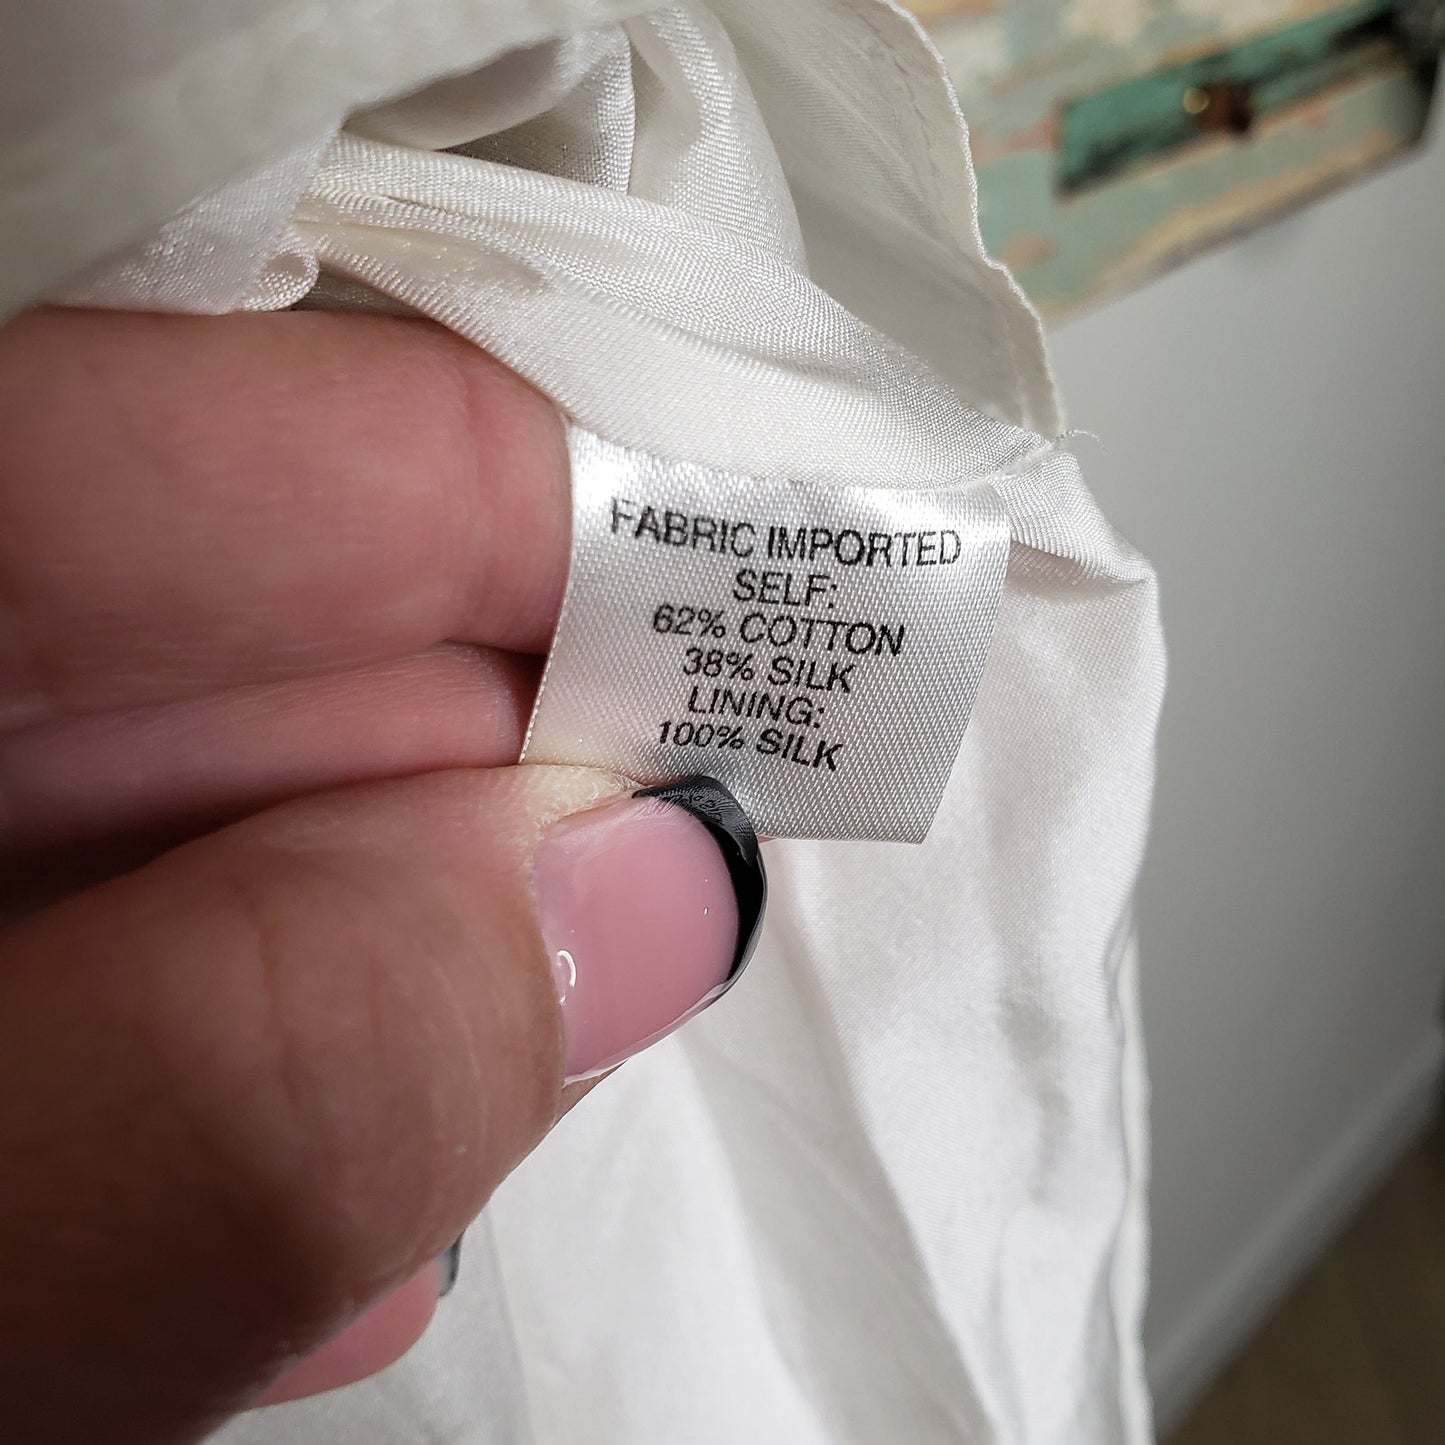 FABRIC IMPORTED
SELF:
62% COTTON
38% SILK
LINING:
100% SILK